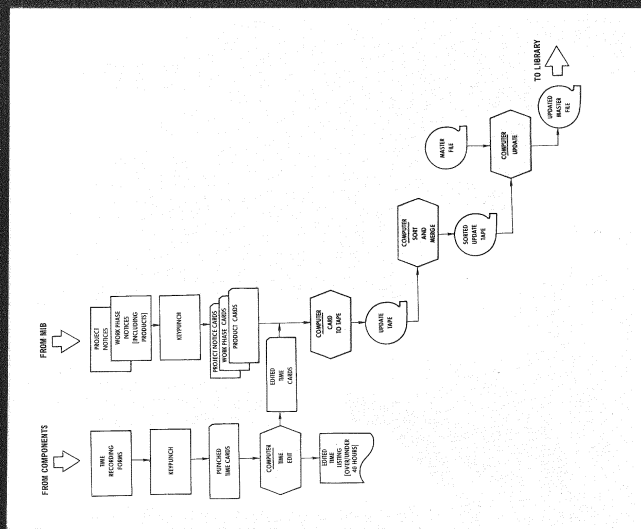 FROM COMPONENTS
TIME
RECORDING
FORMS
KEYPUNCH
PUNCHED
TIME CARDS
COMPUTER
TIME
EDIT
EDITED
TIME
LISTING
[OVER/UNDER
40 HOURS]
EDITED
TIME
CARDS
FROM MIB
PROJECT
NOTICES
WORK PHASE
NOTICES
[INCLUDING
PRODUCTS]
KEYPUNCH
PROJECT NOTICE CARDS
WORK PHASE CARDS
PRODUCT CARDS
COMPUTER
CARD
TO TAPE
UPDATE
TAPE
COMPUTER
SORT
AND
MERGE
SORTED
UPDATE
TAPE
MASTER
FILE
COMPUTER
UPDATE
UPDATED
MASTER
FILE
TO LIBRARY